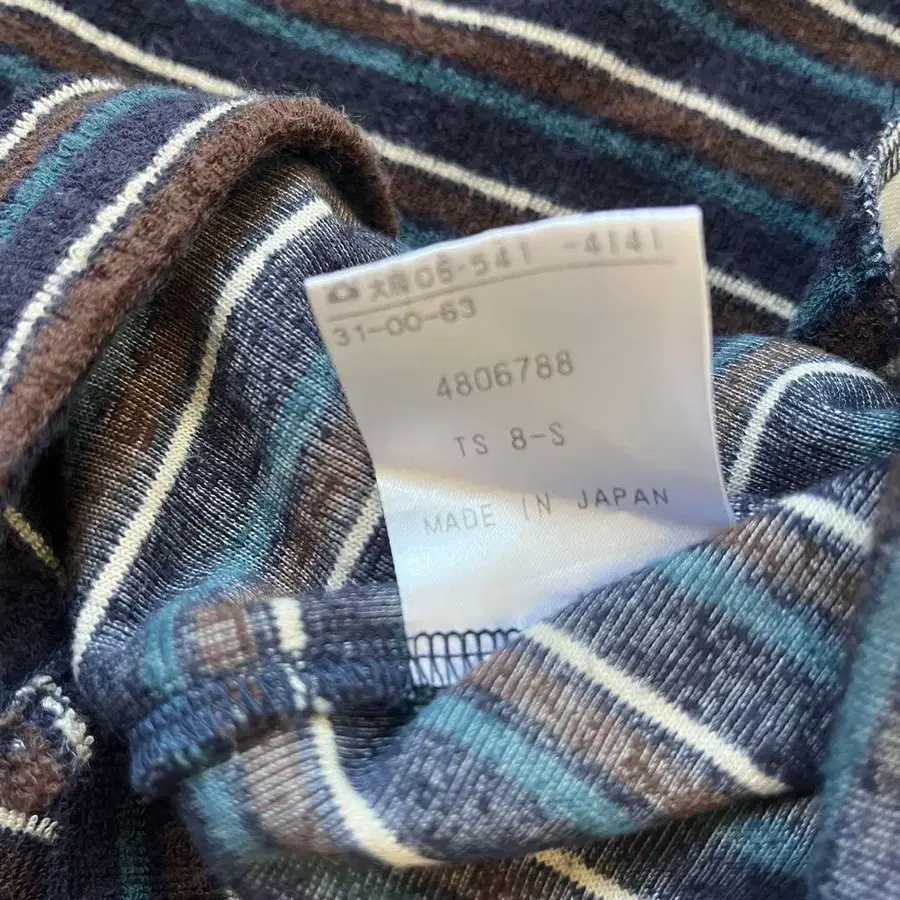 大阪06-541 -4141
31-00-63
4806788
TS 8-S
MADE IN JAPAN